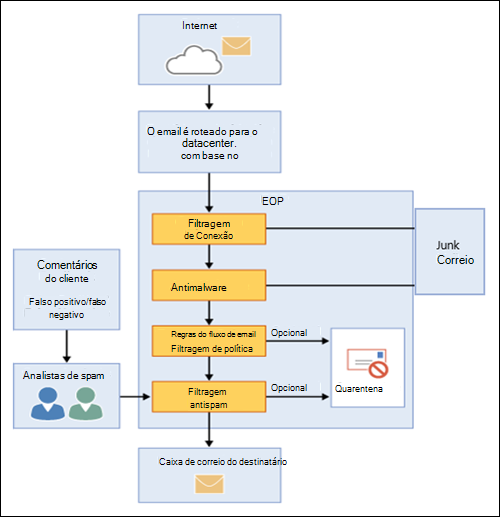 Internet
O email é roteado para o
datacenter.
com base no
EOP
Filtragem
de Conexão
Junk
Correio
Comentários
do cliente
Falso positivo/falso
negativo
Antimalware
Regras do fluxo de email
Filtragem de política
Opcional
Analistas de spam
Filtragem
antispam
Opcional
Quarentena
Caixa de correio do destinatário